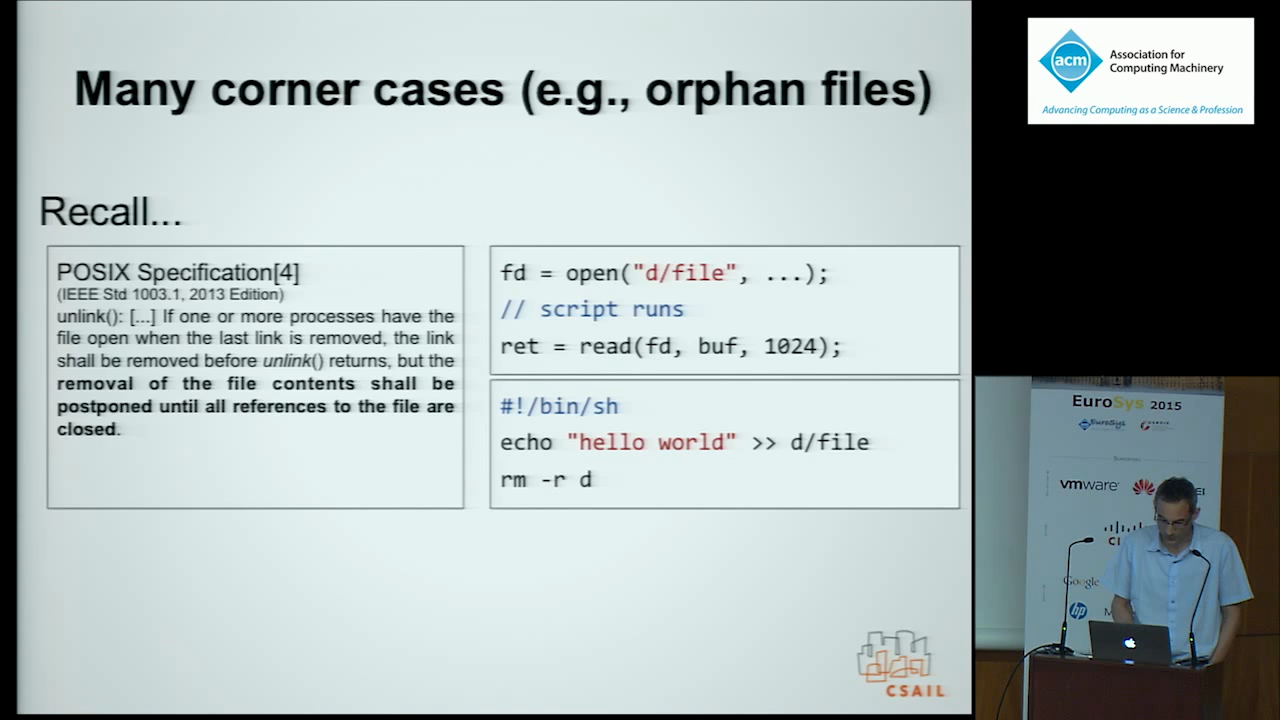 Many corner cases (e.g., orphan files)
Recall...
POSIX Specification[4]
(IEEE Std 1003.1, 2013 Edition)
unlink(): [...] If one or more processes have the
file open when the last link is removed, the link
shall be removed before unlink() returns, but the
removal of the file contents shall be
postponed until all references to the file are
closed.
fd = open("d/file", ...);
// script runs
ret = read(fd, buf, 1024);
#!/bin/sh
echo "hello world" >> d/file
rm -r d
CSAIL
acm
Association for
Computing Machinery
Advancing Computing as a Science & Profession
EuroSys 2015
EuroSys
vmware
Google
hp